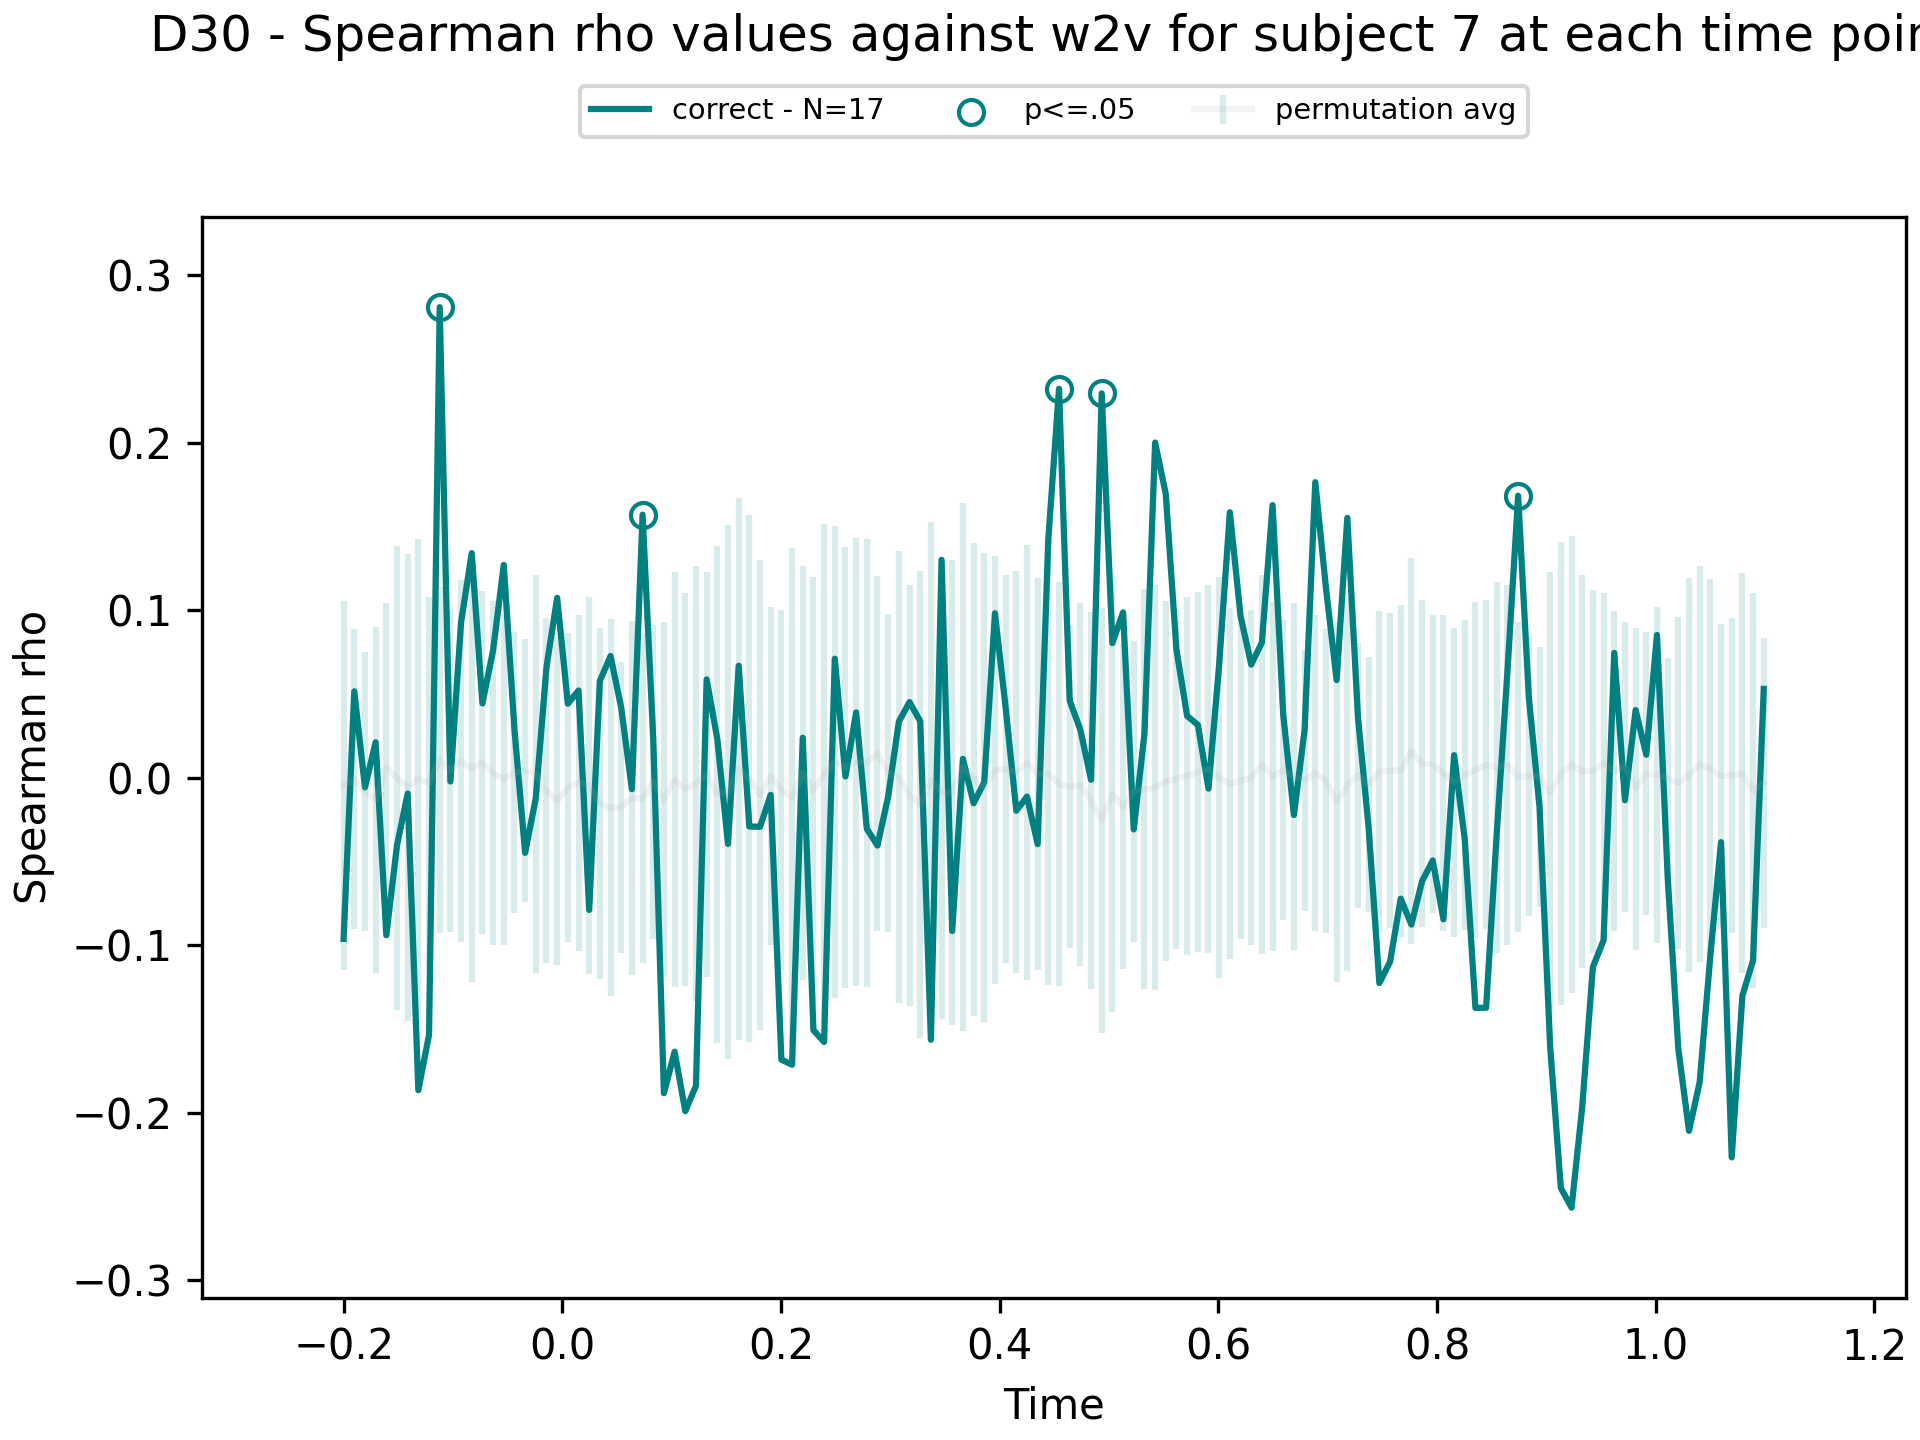 D30 - Spearman rho values against w2v for subject 7 at each time poin
correct - N=17 p<=.05 permutation avg
0.3
0.2
0.1
0.0
−0.1
−0.2
−0.3
Spearman rho
−0.2 0.0 0.2 0.4 0.6 0.8 1.0 1.2
Time